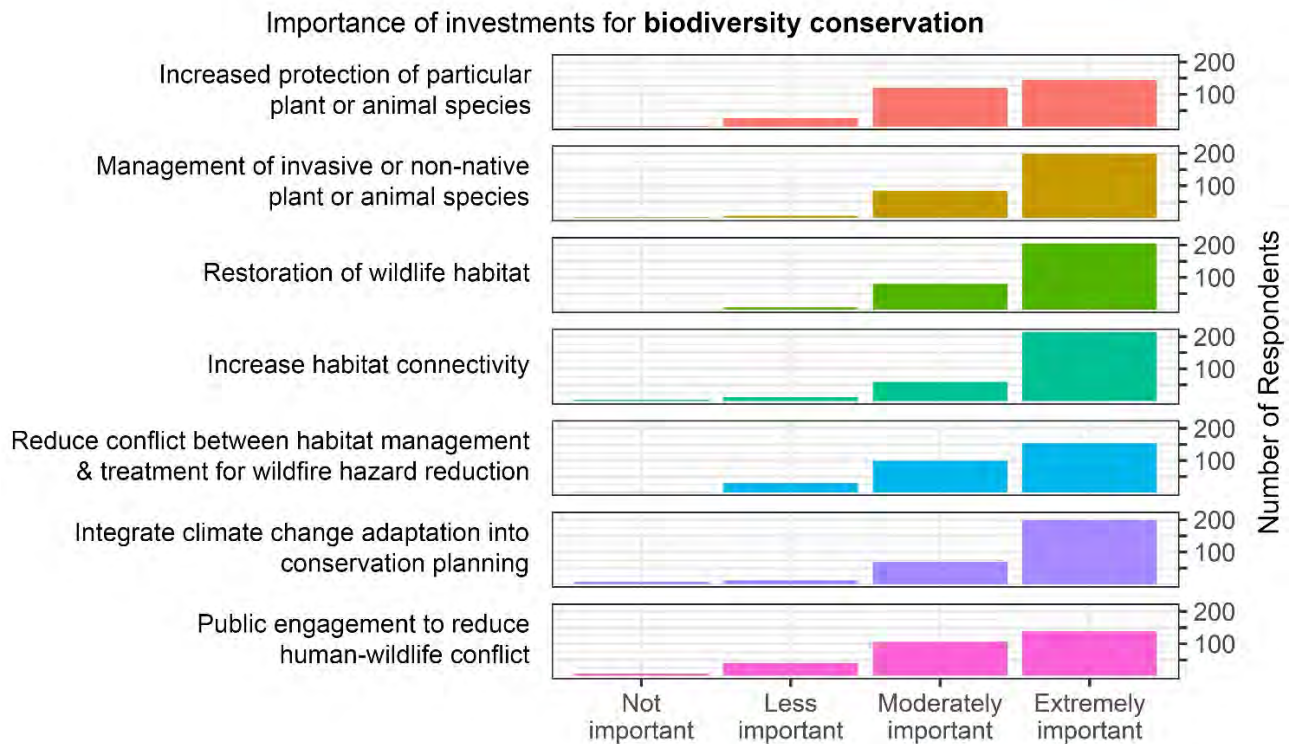 Importance of investments for biodiversity conservation
Increased protection of particular
plant or animal species
200
100
Management of invasive or non-native
plant or animal species
200
100
Restoration of wildlife habitat
200
100
Increase habitat connectivity
200
100
Reduce conflict between habitat management
& treatment for wildfire hazard reduction
200
100
Integrate climate change adaptation into
conservation planning
200
100
Public engagement to reduce
human-wildlife conflict
200
100
Number of Respondents
Not
important
Less
important
Moderately
important
Extremely
important